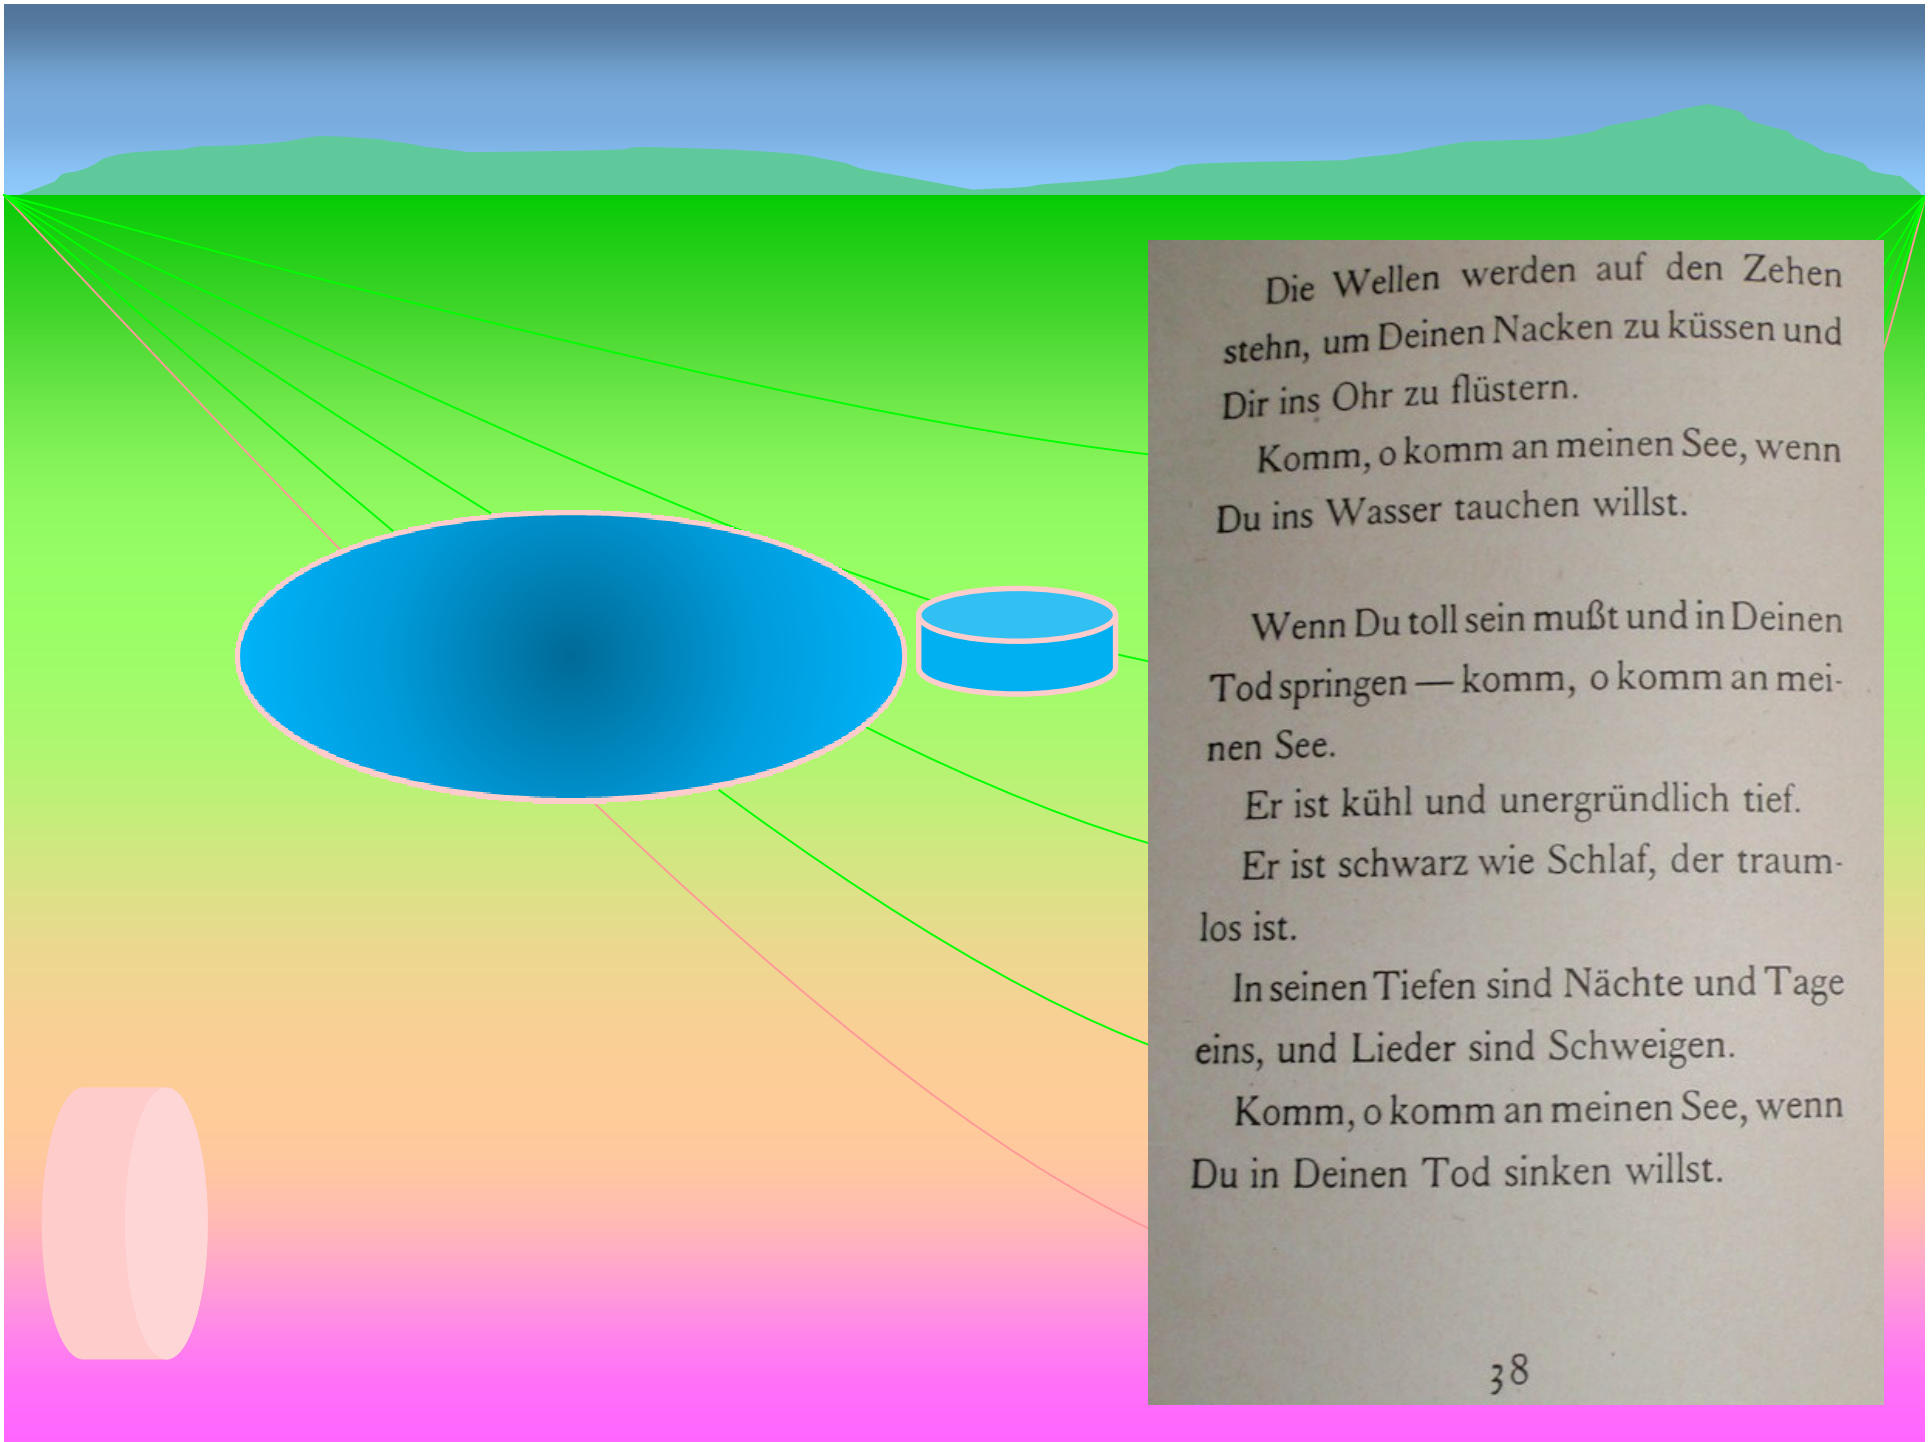 Die Wellen werden auf den Zehen
stehn, um Deinen Nacken zu küssen und
Dir ins Ohr zu flüstern.
Komm, o komm an meinen See, wenn
Du ins Wasser tauchen willst.
Wenn Du toll sein mußt und in Deinen
Tod springen — komm, o komm an mei-
nen See.
Er ist kühl und unergründlich tief.
Er ist schwarz wie Schlaf, der traum-
los ist.
In seinen Tiefen sind Nächte und Tage
eins, und Lieder sind Schweigen.
Komm, o komm an meinen See, wenn
Du in Deinen Tod sinken willst.
38